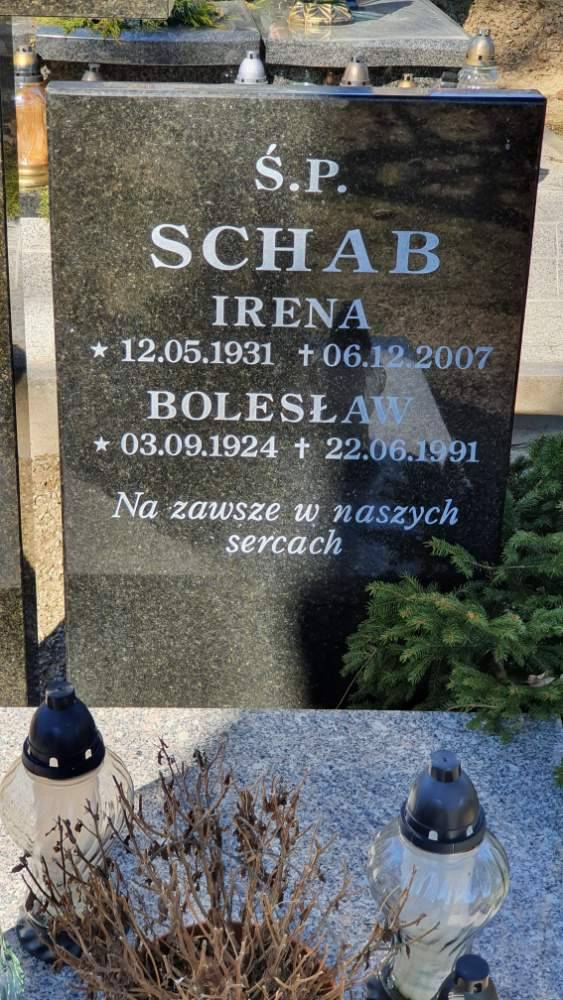 Ś.P.
SCHAB
IRENA
★ 12.05.1931 ✝ 06.12.2007
BOLESŁAW
★ 03.09.1924 ✝ 22.06.1991
Na zawsze w naszych
sercach